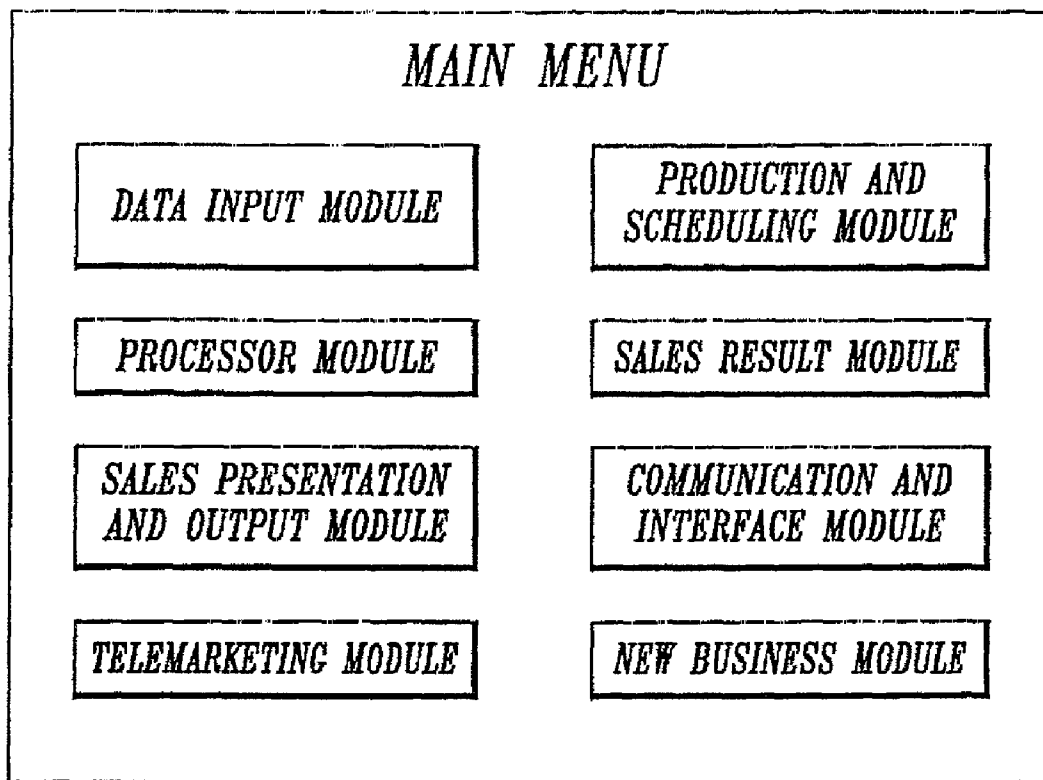 MAIN MENU
DATA INPUT MODULE
PRODUCTION AND
SCHEDULING MODULE
PROCESSOR MODULE
SALES RESULT MODULE
SALES PRESENTATION
AND OUTPUT MODULE
COMMUNICATION AND
INTERFACE MODULE
TELEMARKETING MODULE
NEW BUSINESS MODULE